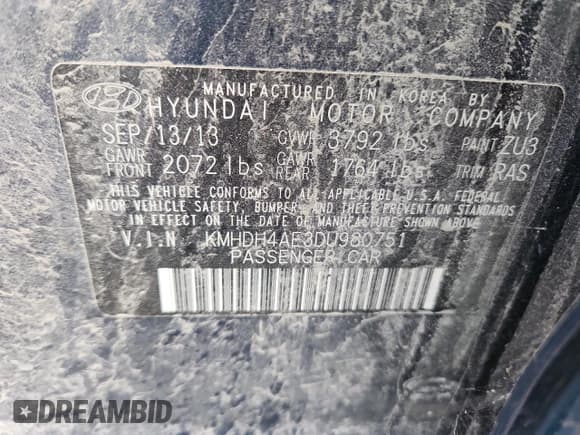 MANUFACTURED IN KOREA BY
HYUNDAI MOTOR COMPANY
SEP/13/13 GVWR 3792 lbs PAINT ZU3
GAWR FRONT 2072 lbs GAWR REAR 1764 lbs TRIM RAS
THIS VEHICLE CONFORMS TO ALL APPLICABLE U.S.A. FEDERAL
MOTOR VEHICLE SAFETY, BUMPER, AND THEFT PREVENTION STANDARDS
IN EFFECT ON THE DATE OF MANUFACTURE SHOWN ABOVE.
V.I.N KMHDH4AE3DU980751
PASSENGER CAR
DREAMBID